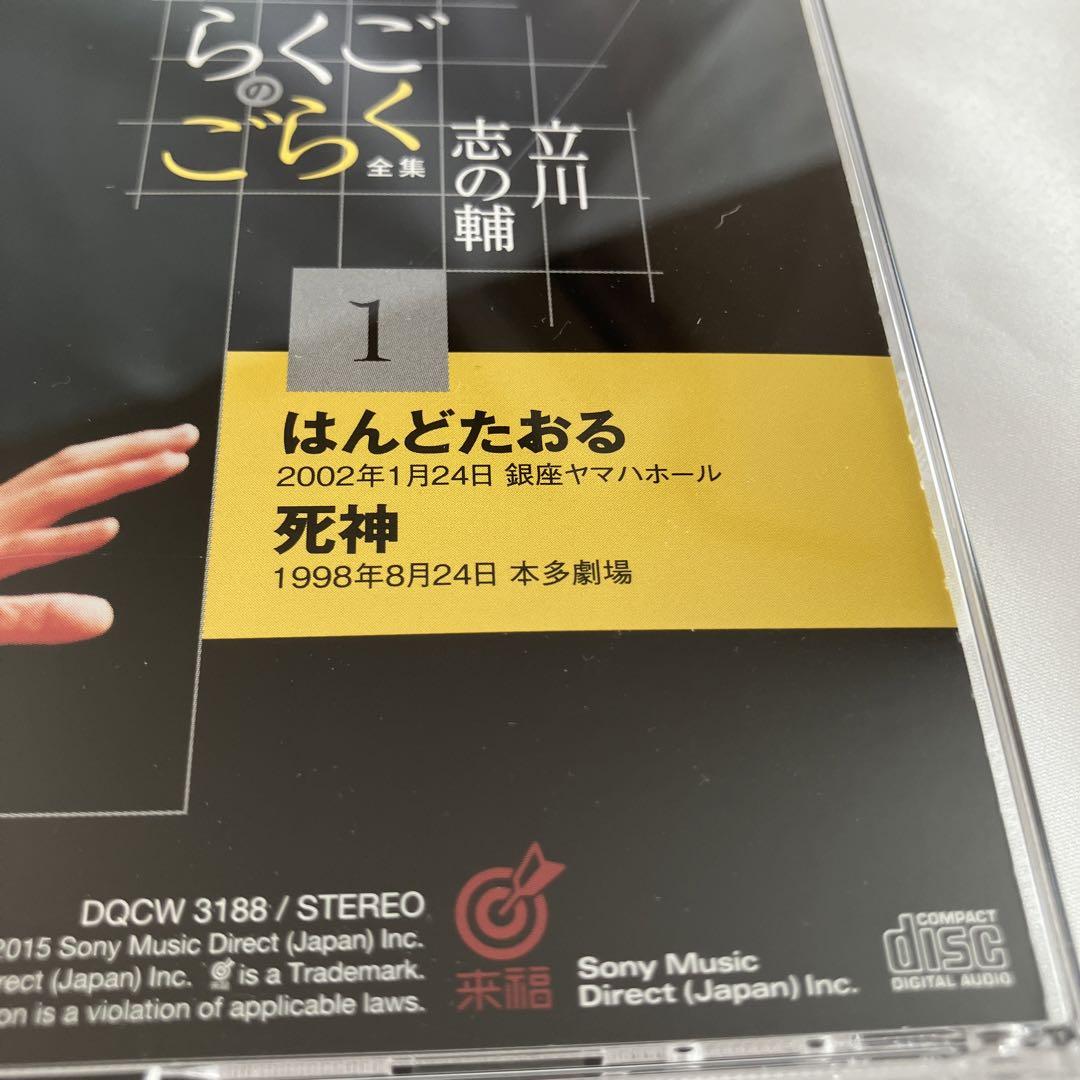 らくご
の
ごらく
全集
立川
志の輔
1
はんどたおる
2002年1月24日 銀座ヤマハホール
死神
1998年8月24日 本多劇場
DQCW 3188 / STEREO
2015 Sony Music Direct (Japan) Inc.
rect (Japan) Inc. is a Trademark.
on is a violation of applicable laws.
来福
Sony Music
Direct (Japan) Inc.
COMPACT
disc
DIGITAL AUDIO